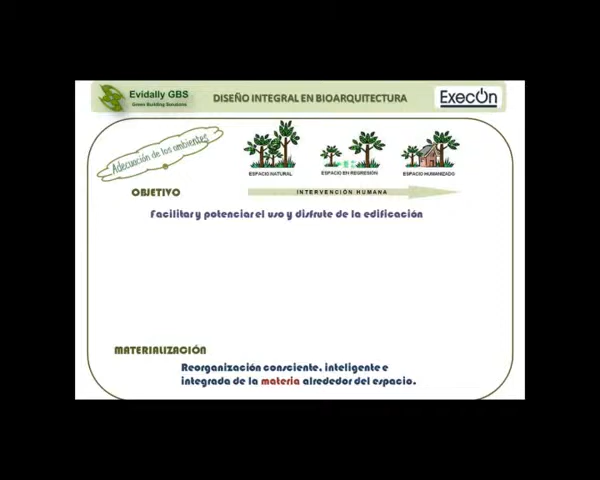 Evidally GBS
Green Building Solutions
DISEÑO INTEGRAL EN BIOARQUITECTURA
ExecOn
Adecuación de los ambientes
ESPACIO NATURAL
ESPACIO EN REGRESIÓN
ESPACIO HUMANIZADO
OBJETIVO
INTERVENCIÓN HUMANA
Facilitar y potenciar el uso y disfrute de la edificación
MATERIALIZACIÓN
Reorganización consciente, inteligente e
integrada de la materia alrededor del espacio.